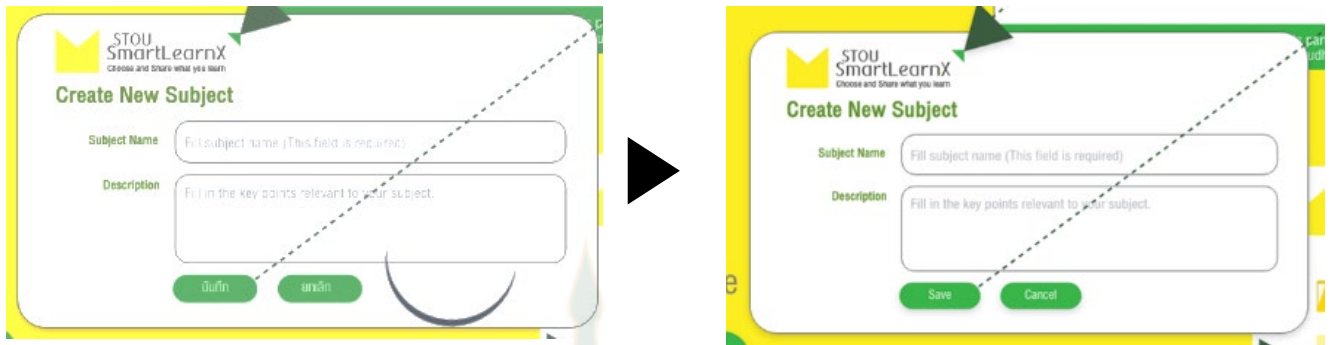 STOU
SmartLearnX
Choose and Share what you learn
Create New Subject
Subject Name
Fill subject name (This field is required)
Description
Fill in the key points relevant to your subject.
บันทึก
ยกเลิก
STOU
SmartLearnX
Choose and Share what you learn
Create New Subject
Subject Name
Fill subject name (This field is required)
Description
Fill in the key points relevant to your subject.
Save
Cancel